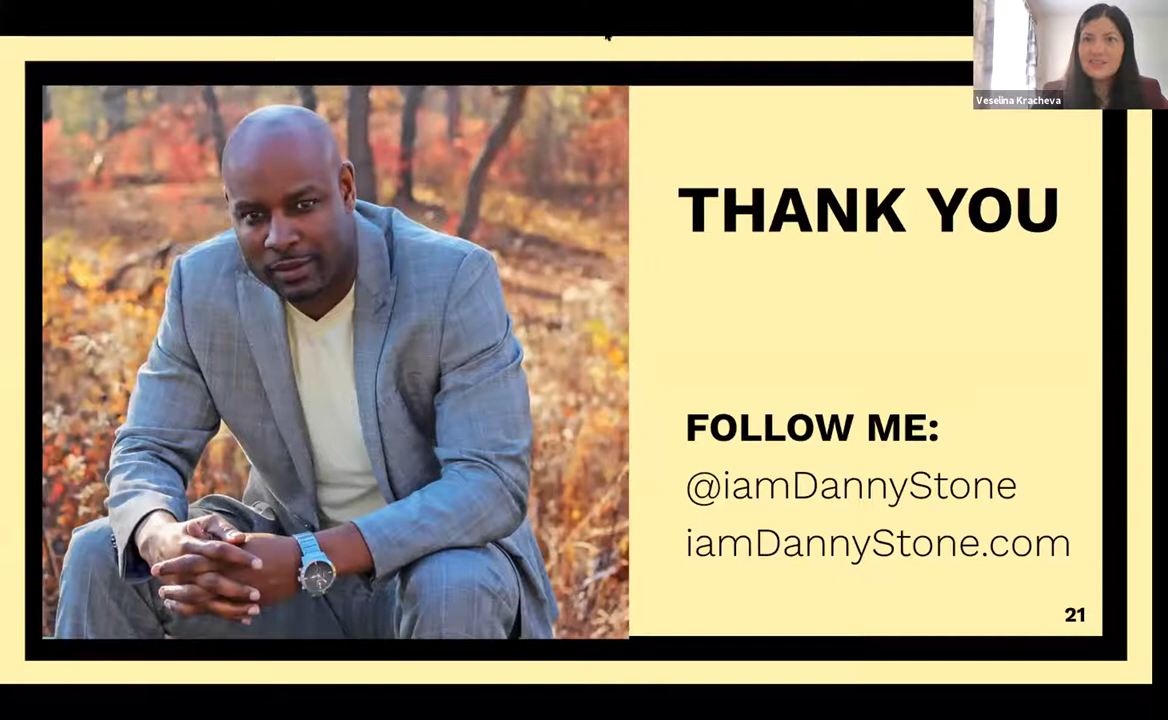 Veselina Kracheva
THANK YOU
FOLLOW ME:
@iamDannyStone
iamDannyStone.com
21